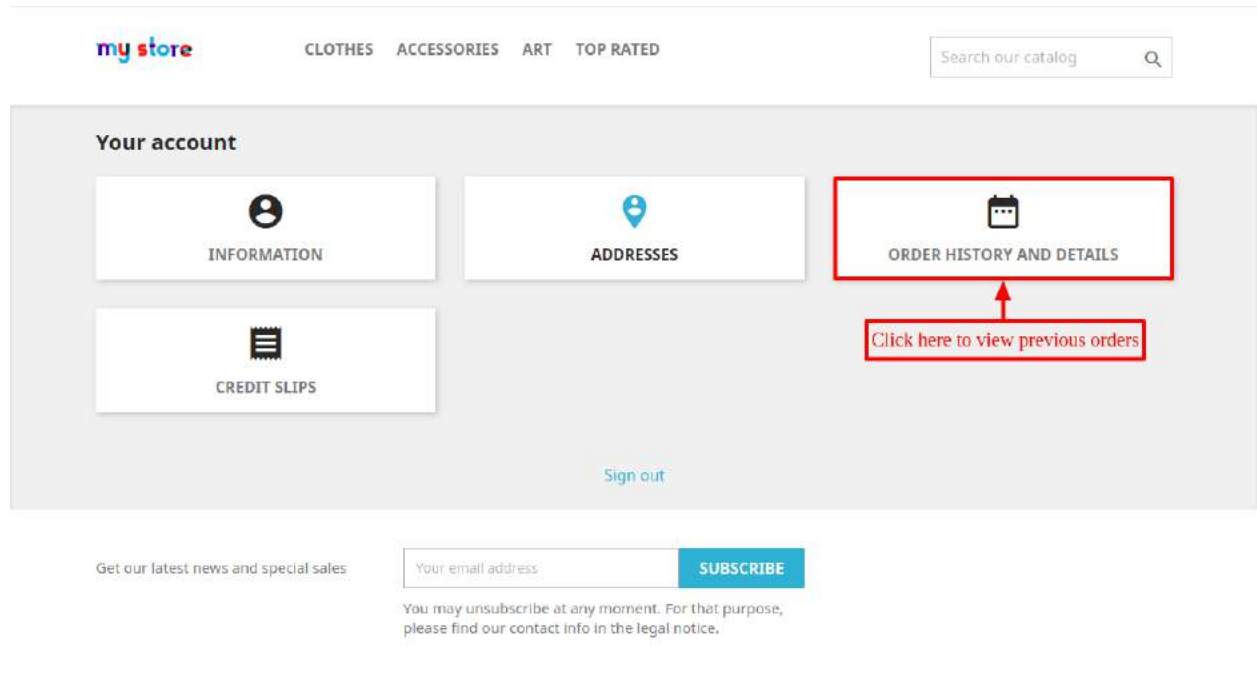 my store
CLOTHES ACCESSORIES ART TOP RATED
Search our catalog
Your account
INFORMATION
ADDRESSES
ORDER HISTORY AND DETAILS
Click here to view previous orders
CREDIT SLIPS
Sign out
Get our latest news and special sales
Your email address
SUBSCRIBE
You may unsubscribe at any moment. For that purpose,
please find our contact info in the legal notice.